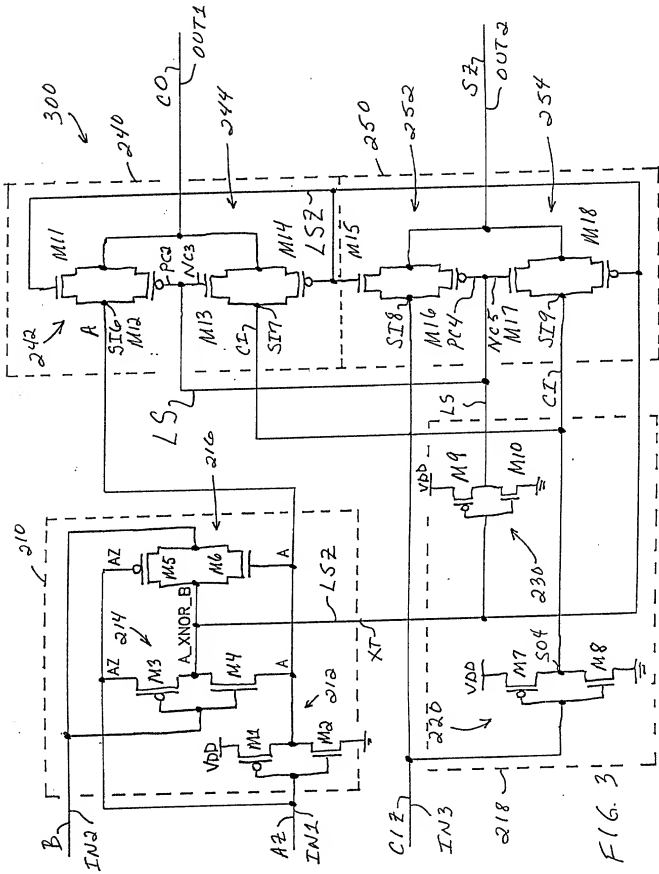 300
240
CO
OUT1
244
242
A
M11
SI6
M12
PC2
NC3
M13
CI
SI7
M14
LSZ
M15
250
252
SI8
M16
PC4
NC5
M17
SI9
M18
254
SZ
OUT2
LS
LS
CI
210
216
AZ
M5
M6
A
A_XNOR_B
214
AZ
M3
M4
A
212
VDD
M1
M2
LSZ
XT
B
IN2
AZ
IN1
VDD
M9
M10
230
VDD
M7
SO4
M8
220
CIZ
IN3
218
FIG. 3